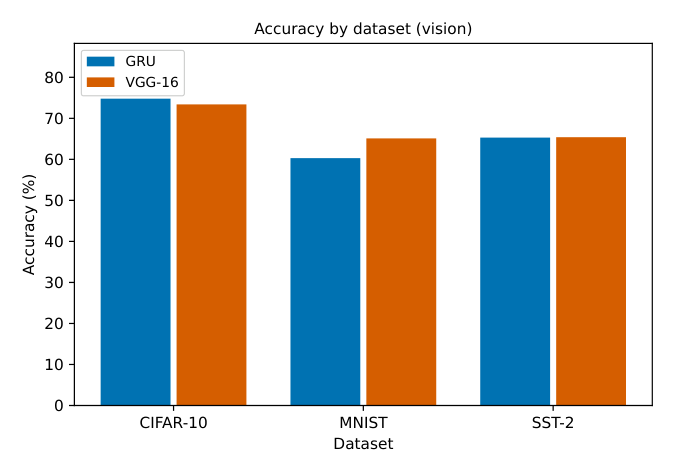 Accuracy by dataset (vision)
GRU
VGG-16
Accuracy (%)
80
70
60
50
40
30
20
10
0
CIFAR-10 MNIST SST-2
Dataset